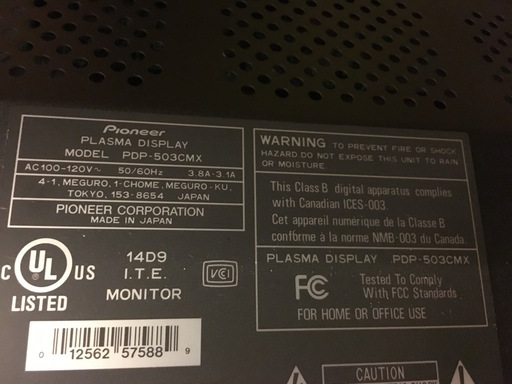 Pioneer
PLASMA DISPLAY
MODEL PDP-503CMX
AC100-120V~ 50/60Hz 3.8A-3.1A
4-1, MEGURO, 1-CHOME, MEGURO-KU,
TOKYO, 153-8654 JAPAN
PIONEER CORPORATION
MADE IN JAPAN
C UL US
LISTED
14D9
I.T.E.
MONITOR
VCI
0 12562 57588 9
WARNING TO PREVENT FIRE OR SHOCK
HAZARD DO NOT EXPOSE THIS UNIT TO RAIN
OR MOISTURE.
This Class B digital apparatus complies
with Canadian ICES-003.
Cet appareil numérique de la Classe B
conforme à la norme NMB-003 du Canada.
PLASMA DISPLAY PDP-503CMX
FC Tested To Comply
With FCC Standards
FOR HOME OR OFFICE USE
CAUTION